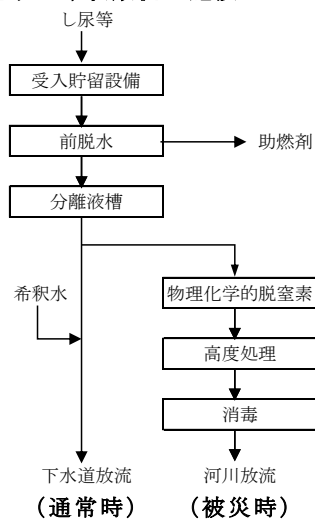 し尿等
受入貯留設備
前脱水
助燃剤
分離液槽
希釈水
物理化学的脱窒素
高度処理
消毒
下水道放流
河川放流
(通常時)
(被災時)